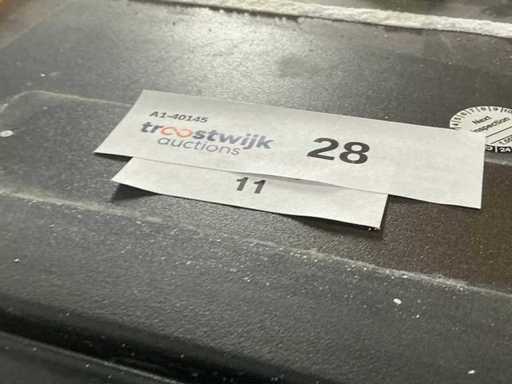 A1-40145
troostwijk
auctions
28
11
Next
Inspection